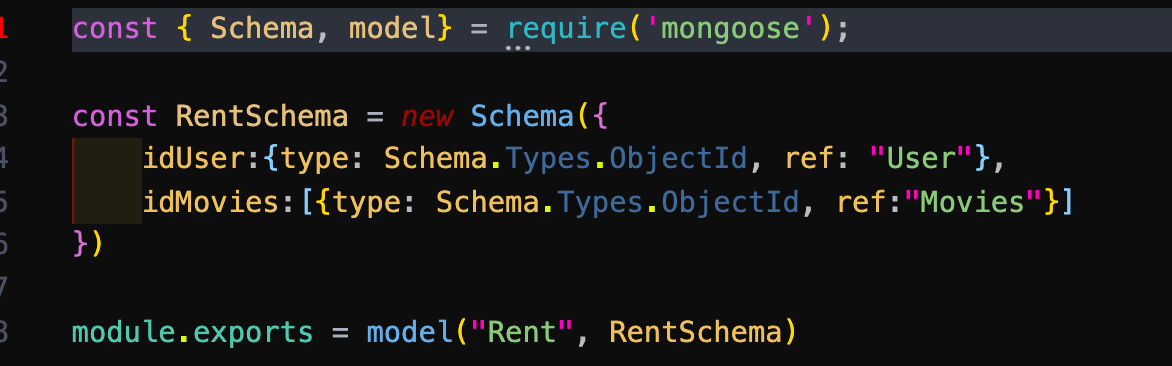 1 const { Schema, model} = require('mongoose');
2
3 const RentSchema = new Schema({
4 idUser:{type: Schema.Types.ObjectId, ref: "User"},
5 idMovies:[{type: Schema.Types.ObjectId, ref:"Movies"}]
6 })
7
8 module.exports = model("Rent", RentSchema)